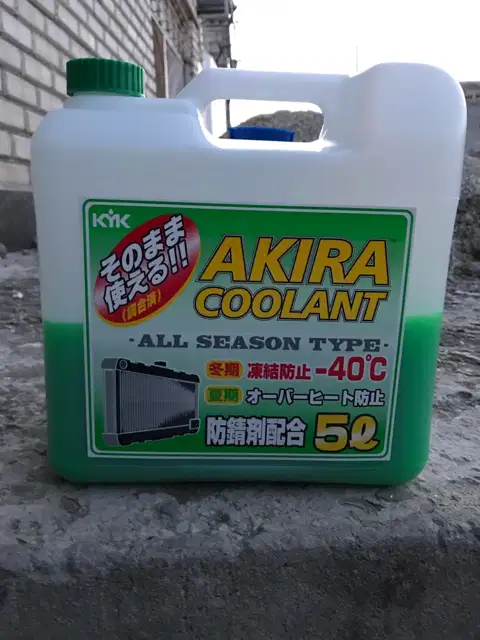 KYK
そのまま
使える!!
(調合済)
AKIRA™
COOLANT
-ALL SEASON TYPE-
冬期 凍結防止 -40℃
夏期 オーバーヒート防止
防錆剤配合 5ℓ